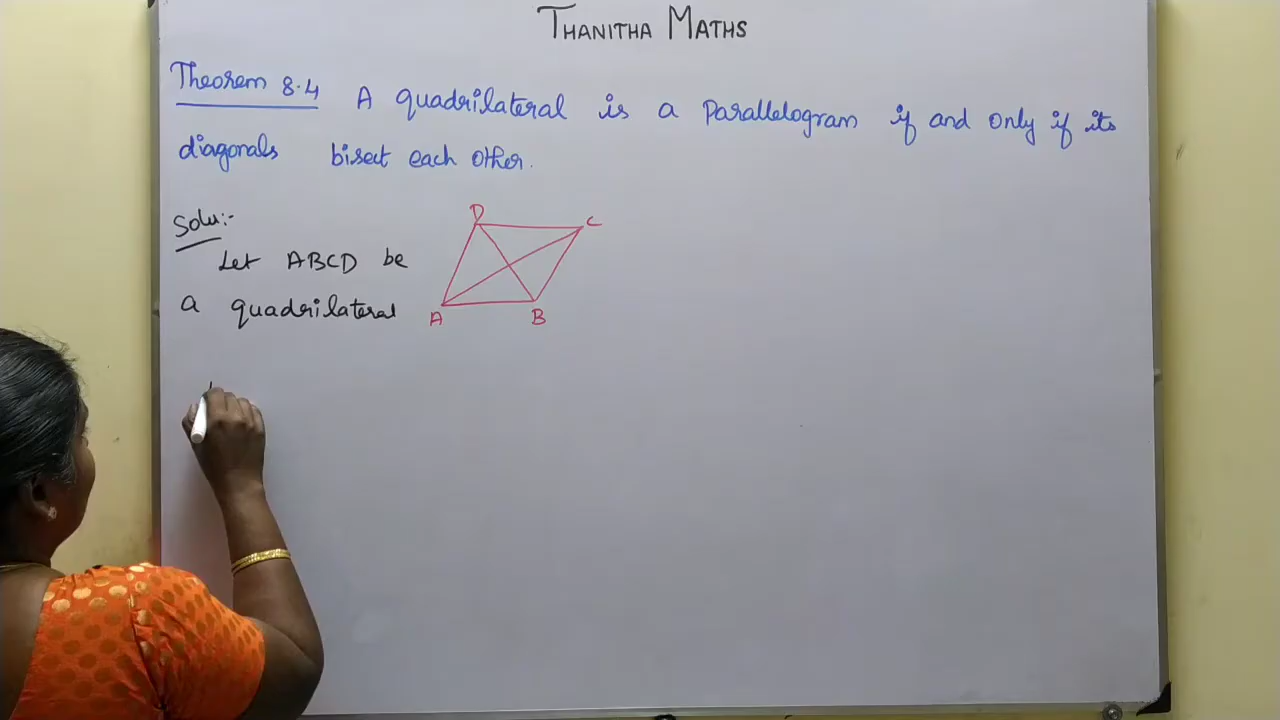 THANITHA MATHS
Theorem 8.4 A quadrilateral is a parallelogram if and only if its
diagonals bisect each other.
Solu:-
Let ABCD be
a quadrilateral
D C
A B